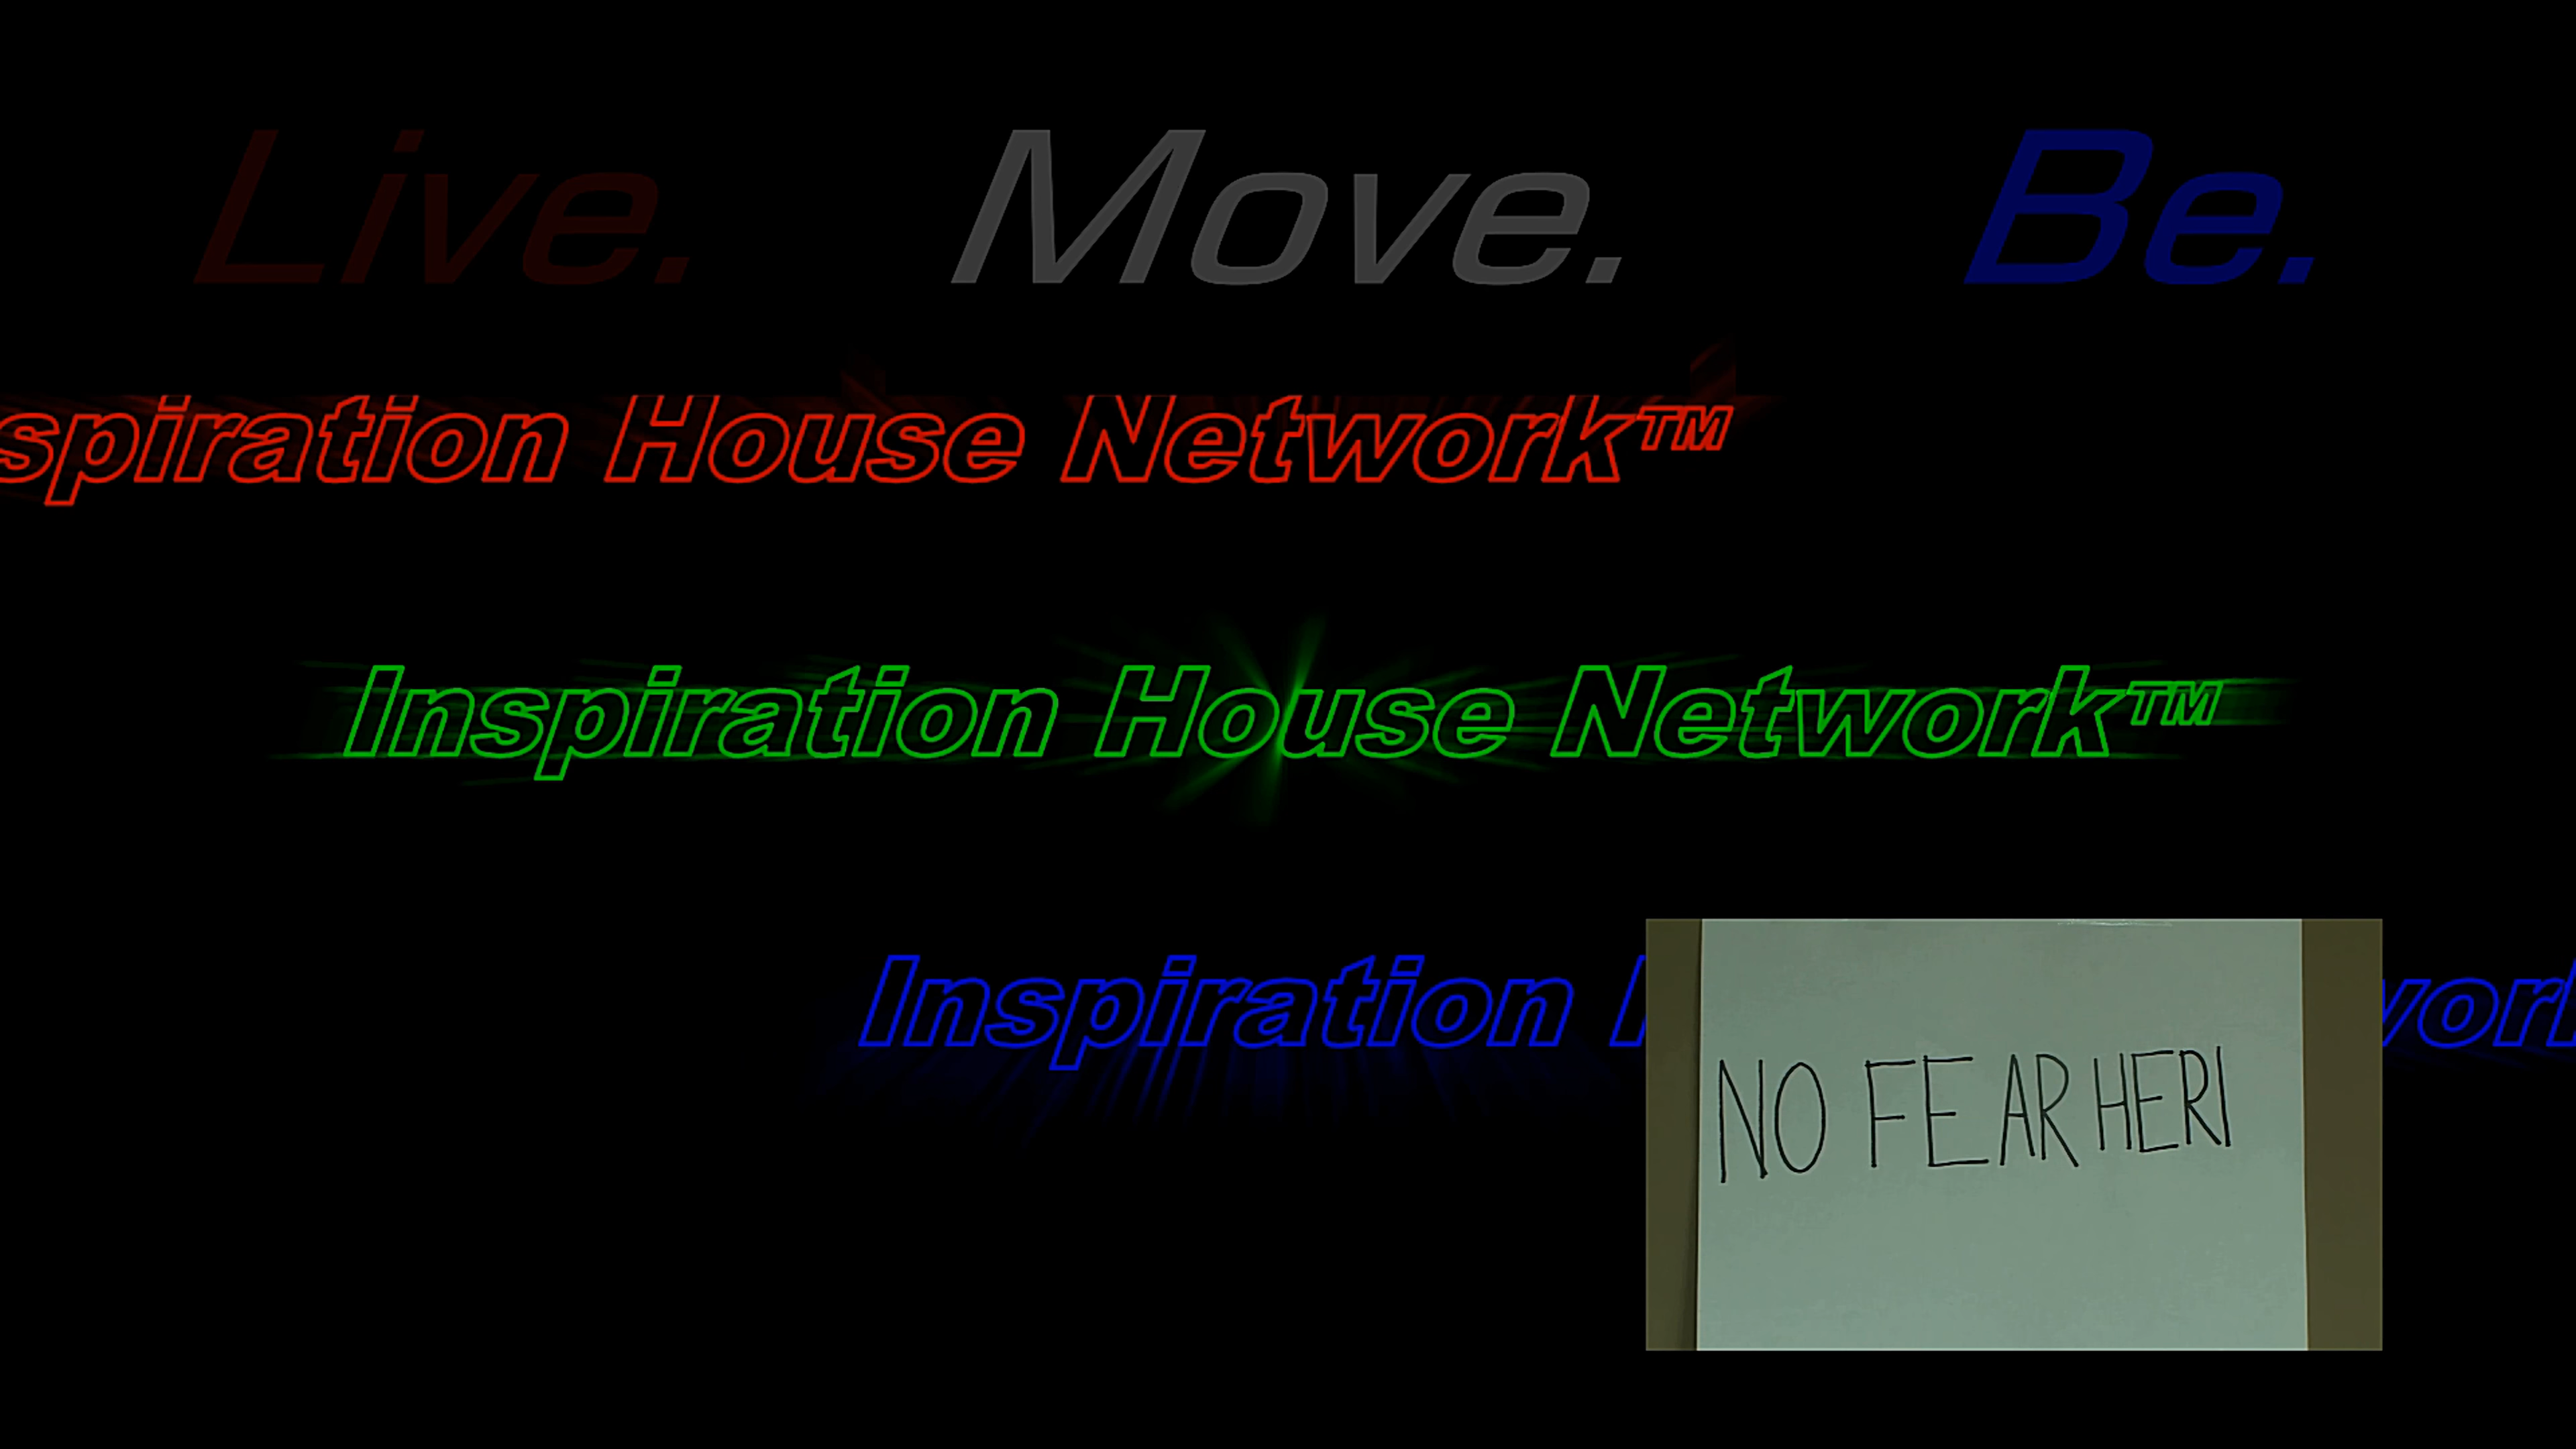 Live. Move. Be.
spiration House Network™
Inspiration House Network™
Inspiration
NO FEAR HERI